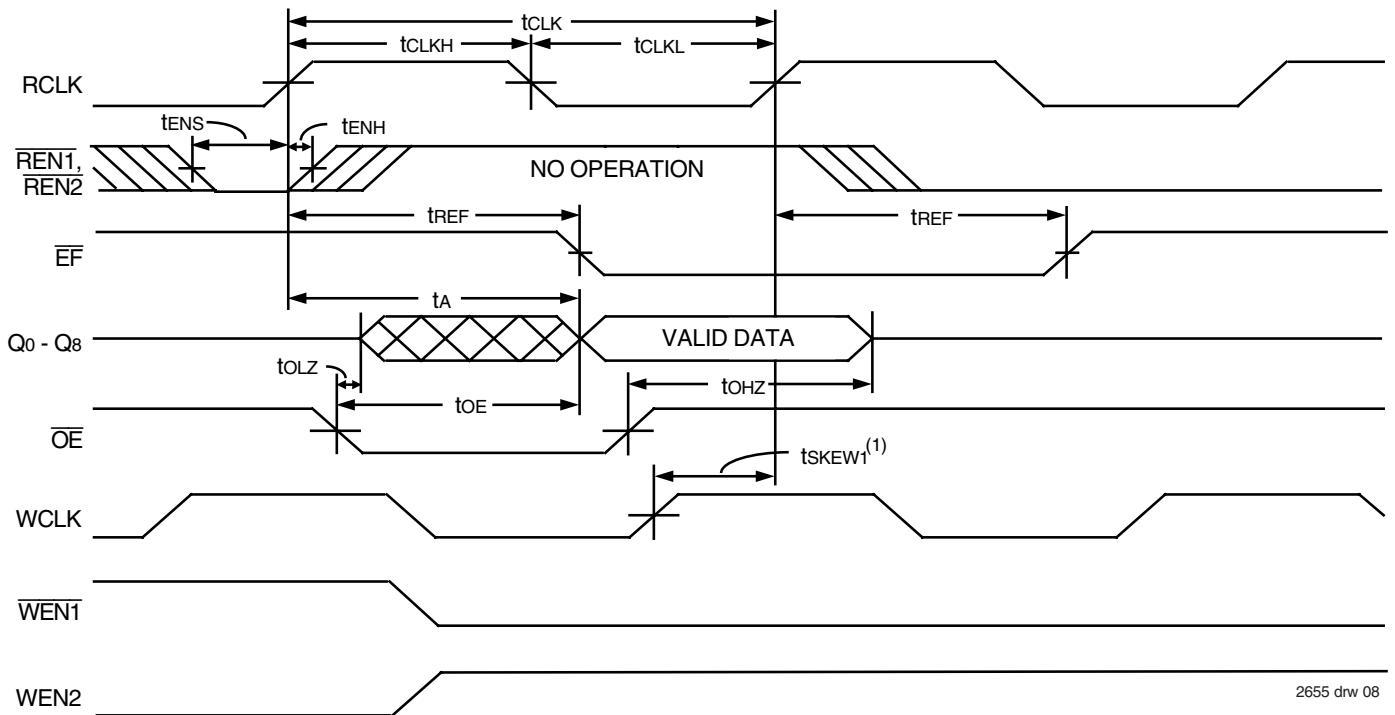 tCLK
tCLKH
tCLKL
RCLK
tENS
tENH
REN1,
REN2
NO OPERATION
tREF
tREF
EF
tA
Q0 - Q8
VALID DATA
tOLZ
tOHZ
tOE
OE
tSKEW1(1)
WCLK
WEN1
WEN2
2655 drw 08